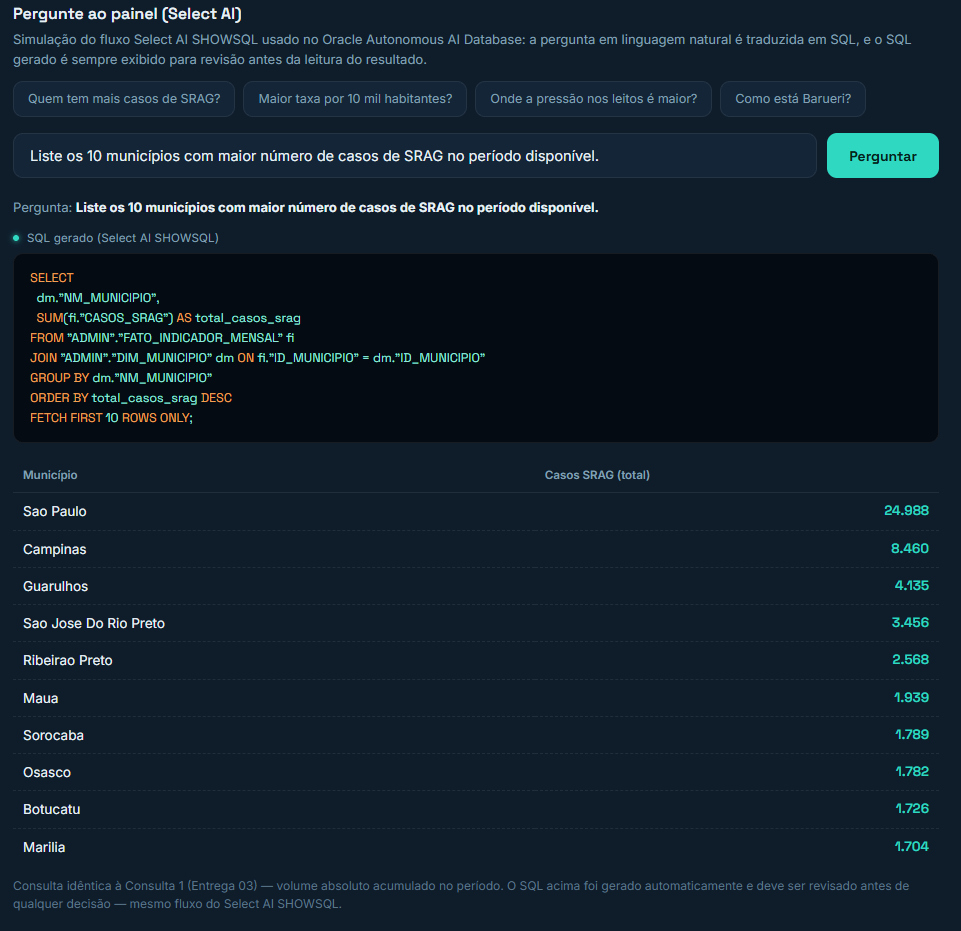 Pergunte ao painel (Select AI)
Simulação do fluxo Select AI SHOWSQL usado no Oracle Autonomous AI Database: a pergunta em linguagem natural é traduzida em SQL, e o SQL
gerado é sempre exibido para revisão antes da leitura do resultado.
Quem tem mais casos de SRAG? Maior taxa por 10 mil habitantes? Onde a pressão nos leitos é maior? Como está Barueri?
Liste os 10 municípios com maior número de casos de SRAG no período disponível. Perguntar
Pergunta: Liste os 10 municípios com maior número de casos de SRAG no período disponível.
SQL gerado (Select AI SHOWSQL)
SELECT
dm."NM_MUNICIPIO",
SUM(fi."CASOS_SRAG") AS total_casos_srag
FROM "ADMIN"."FATO_INDICADOR_MENSAL" fi
JOIN "ADMIN"."DIM_MUNICIPIO" dm ON fi."ID_MUNICIPIO" = dm."ID_MUNICIPIO"
GROUP BY dm."NM_MUNICIPIO"
ORDER BY total_casos_srag DESC
FETCH FIRST 10 ROWS ONLY;
Município Casos SRAG (total)
Sao Paulo 24.988
Campinas 8.460
Guarulhos 4.135
Sao Jose Do Rio Preto 3.456
Ribeirao Preto 2.568
Maua 1.939
Sorocaba 1.789
Osasco 1.782
Botucatu 1.726
Marilia 1.704
Consulta idêntica à Consulta 1 (Entrega 03) — volume absoluto acumulado no período. O SQL acima foi gerado automaticamente e deve ser revisado antes de
qualquer decisão — mesmo fluxo do Select AI SHOWSQL.